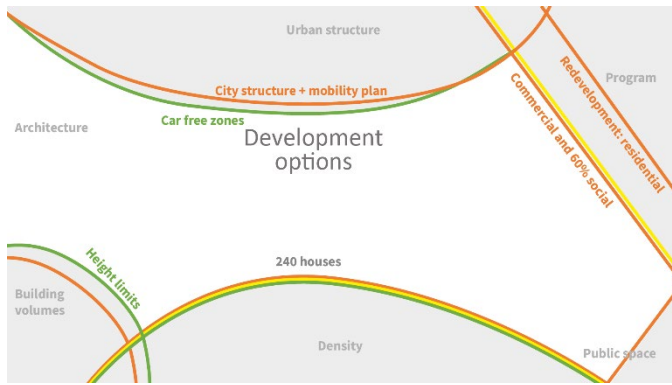 Urban structure
City structure + mobility plan
Program
Redevelopment: residential
Commercial and 60% social
Architecture
Car free zones
Development
options
240 houses
Height limits
Building
volumes
Density
Public space